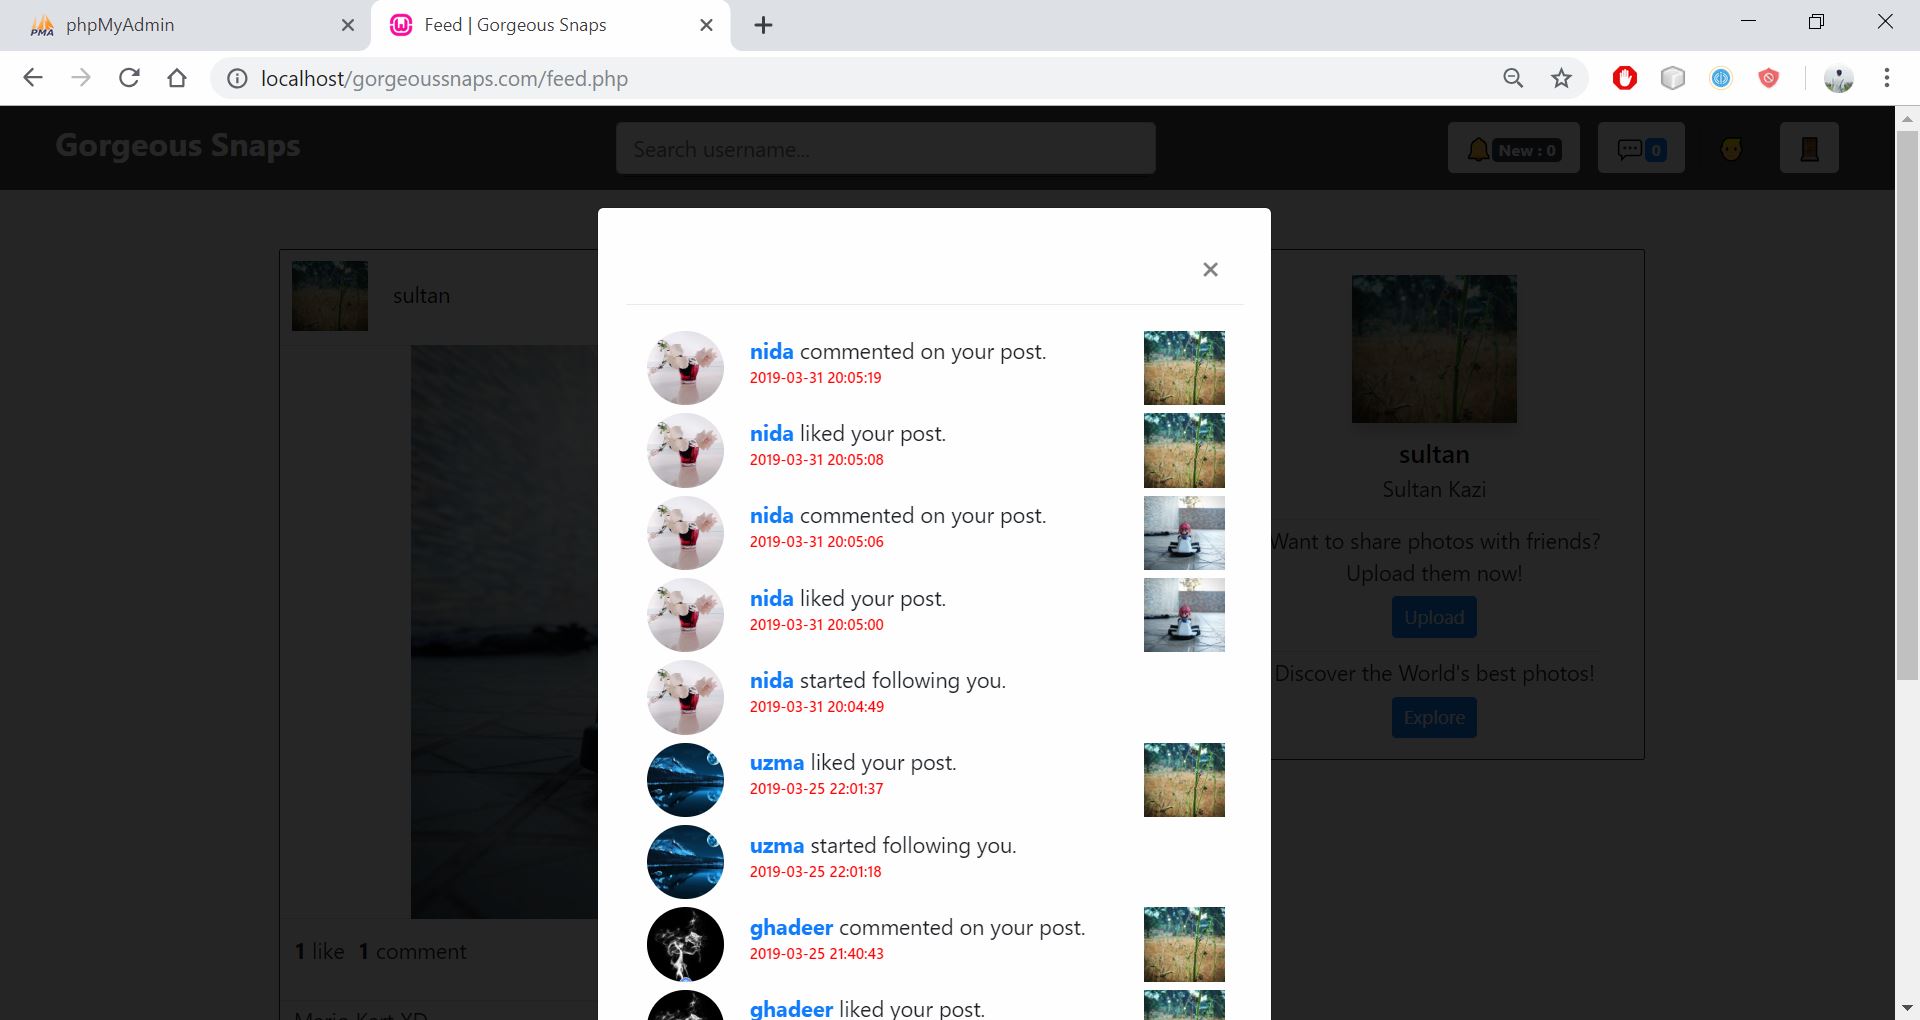 phpMyAdmin
Feed | Gorgeous Snaps
localhost/gorgeoussnaps.com/feed.php
Gorgeous Snaps
Search username...
New : 0
0
sultan
nida commented on your post.
2019-03-31 20:05:19
nida liked your post.
2019-03-31 20:05:08
nida commented on your post.
2019-03-31 20:05:06
nida liked your post.
2019-03-31 20:05:00
nida started following you.
2019-03-31 20:04:49
uzma liked your post.
2019-03-25 22:01:37
uzma started following you.
2019-03-25 22:01:18
ghadeer commented on your post.
2019-03-25 21:40:43
ghadeer liked your post.
sultan
Sultan Kazi
Want to share photos with friends?
Upload them now!
Upload
Discover the World's best photos!
Explore
1 like 1 comment
Mario Kart XD